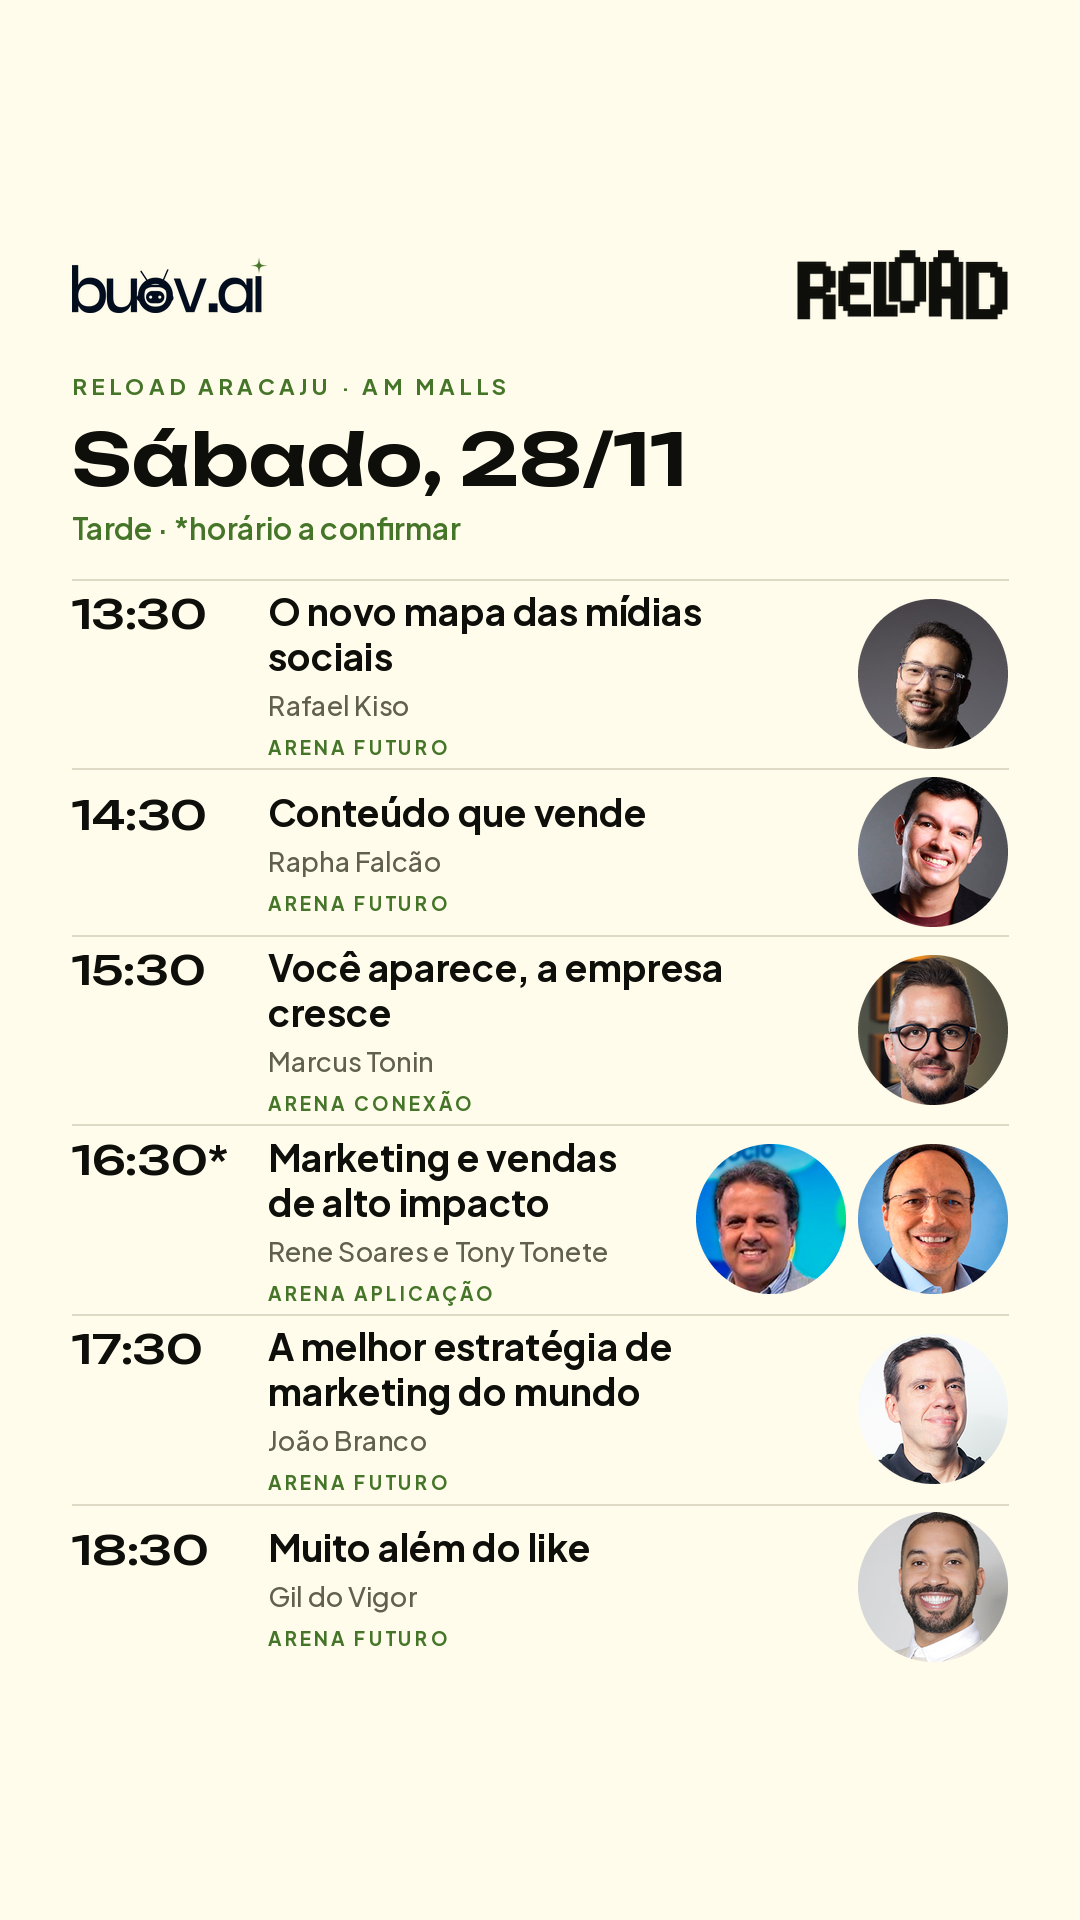 buov.ai
RELOAD
RELOAD ARACAJU · AM MALLS
Sábado, 28/11
Tarde · *horário a confirmar
13:30
O novo mapa das mídias
sociais
Rafael Kiso
ARENA FUTURO
14:30
Conteúdo que vende
Rapha Falcão
ARENA FUTURO
15:30
Você aparece, a empresa
cresce
Marcus Tonin
ARENA CONEXÃO
16:30*
Marketing e vendas
de alto impacto
Rene Soares e Tony Tonete
ARENA APLICAÇÃO
17:30
A melhor estratégia de
marketing do mundo
João Branco
ARENA FUTURO
18:30
Muito além do like
Gil do Vigor
ARENA FUTURO